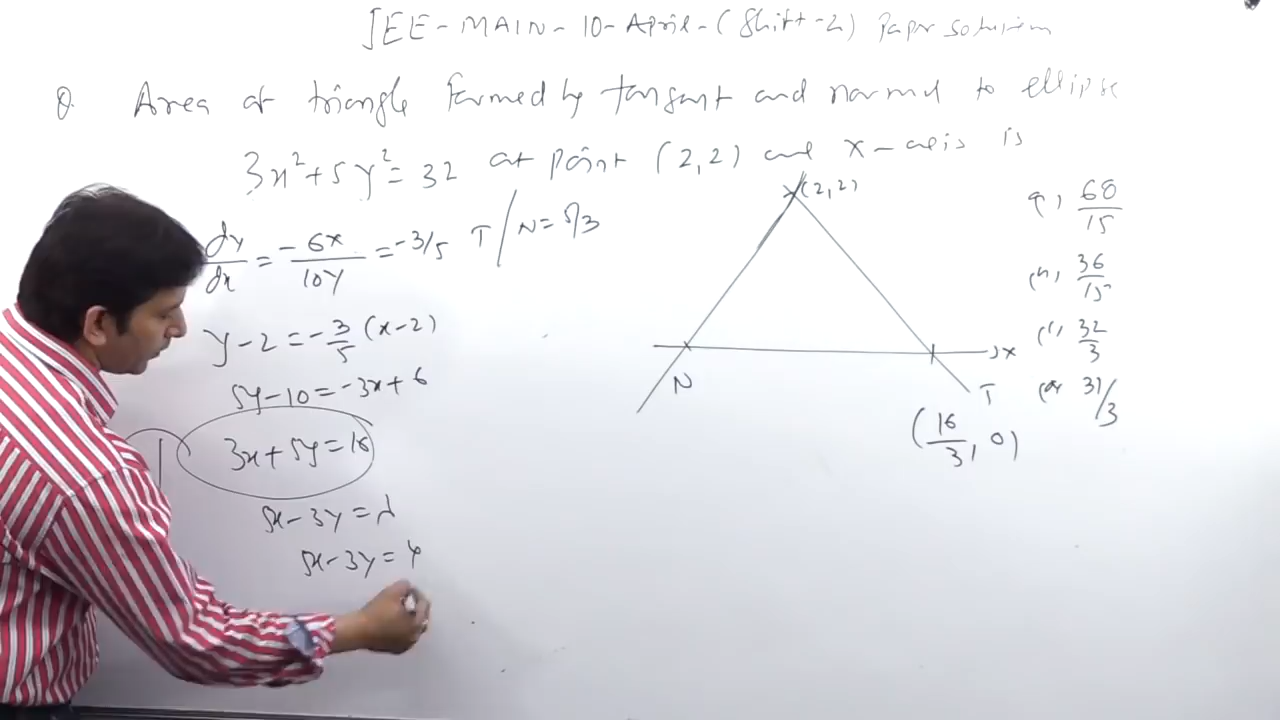 JEE-MAIN-10-April-(Shift-2) Paper solution
Q. Area of triangle formed by tangent and normal to ellipse
3x²+5y²=32 at point (2,2) and x-axis is
dy/dx = -6x/10y = -3/5 T/N=5/3
y-2=-3/5(x-2)
5y-10=-3x+6
3x+5y=16
5x-3y=λ
5x-3y=4
(2,2)
N
x
T
(16/3,0)
68/15
36/15
32/3
31/3